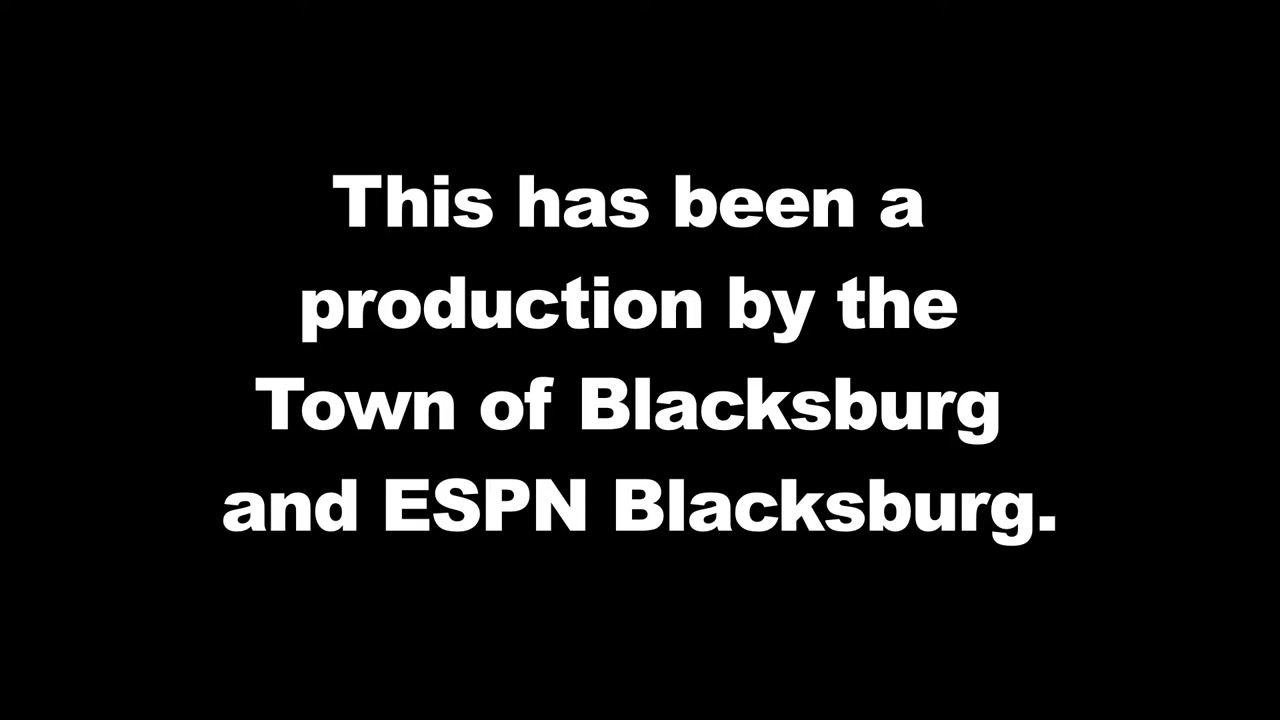 This has been a
production by the
Town of Blacksburg
and ESPN Blacksburg.